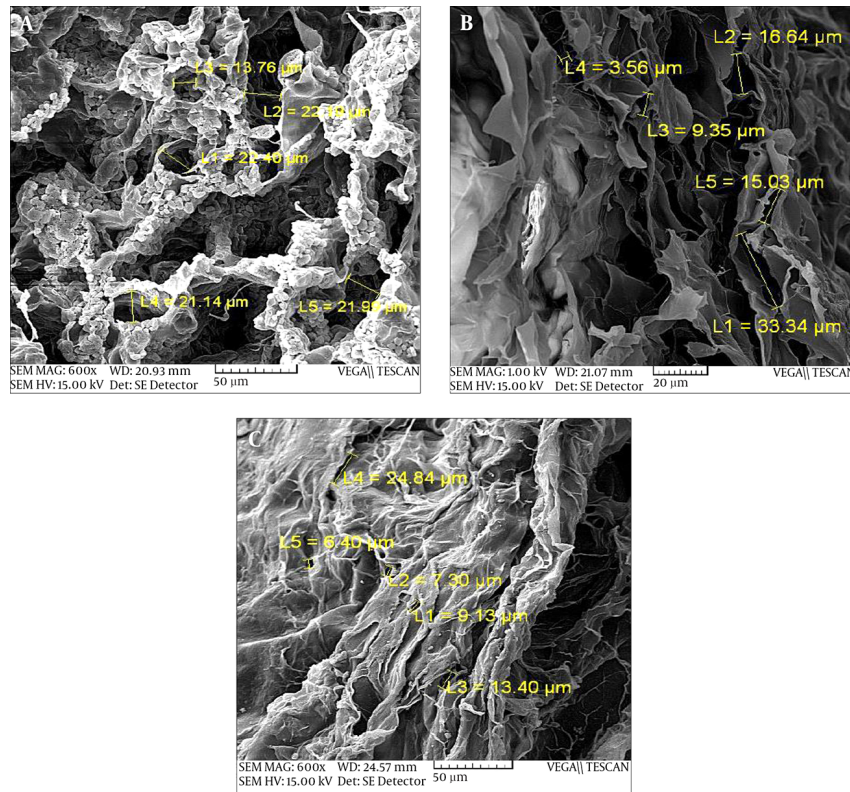 A
L3 = 13.76 µm
L2 = 22.19 µm
L1 = 22.40 µm
L4 = 21.14 µm
L5 = 21.99 µm
SEM MAG: 600x WD: 20.93 mm VEGA\\ TESCAN
SEM HV: 15.00 kV Det: SE Detector 50 µm
B
L2 = 16.64 µm
L4 = 3.56 µm
L3 = 9.35 µm
L5 = 15.03 µm
L1 = 33.34 µm
SEM MAG: 1.00 kV WD: 21.07 mm VEGA\\ TESCAN
SEM HV: 15.00 kV Det: SE Detector 20 µm
C
L4 = 24.84 µm
L5 = 6.40 µm
L2 = 7.30 µm
L1 = 9.13 µm
L3 = 13.40 µm
SEM MAG: 600x WD: 24.57 mm VEGA\\ TESCAN
SEM HV: 15.00 kV Det: SE Detector 50 µm